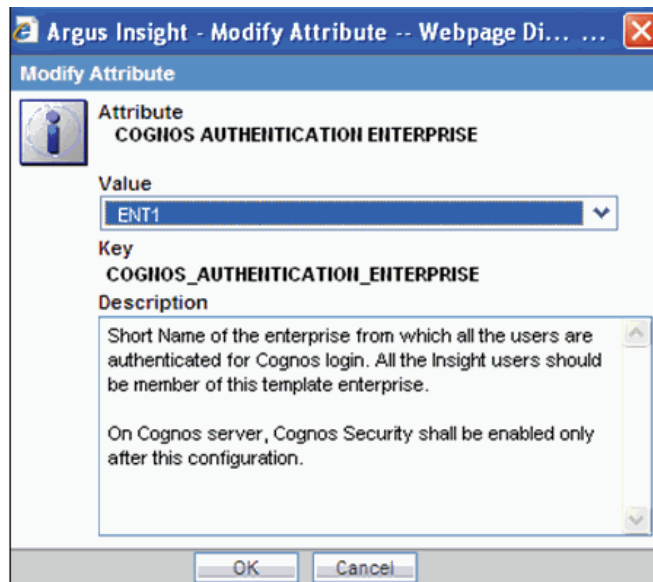 Argus Insight - Modify Attribute -- Webpage Di... ...
Modify Attribute
Attribute
COGNOS AUTHENTICATION ENTERPRISE
Value
ENT1
Key
COGNOS_AUTHENTICATION_ENTERPRISE
Description
Short Name of the enterprise from which all the users are
authenticated for Cognos login. All the Insight users should
be member of this template enterprise.
On Cognos server, Cognos Security shall be enabled only
after this configuration.
OK Cancel